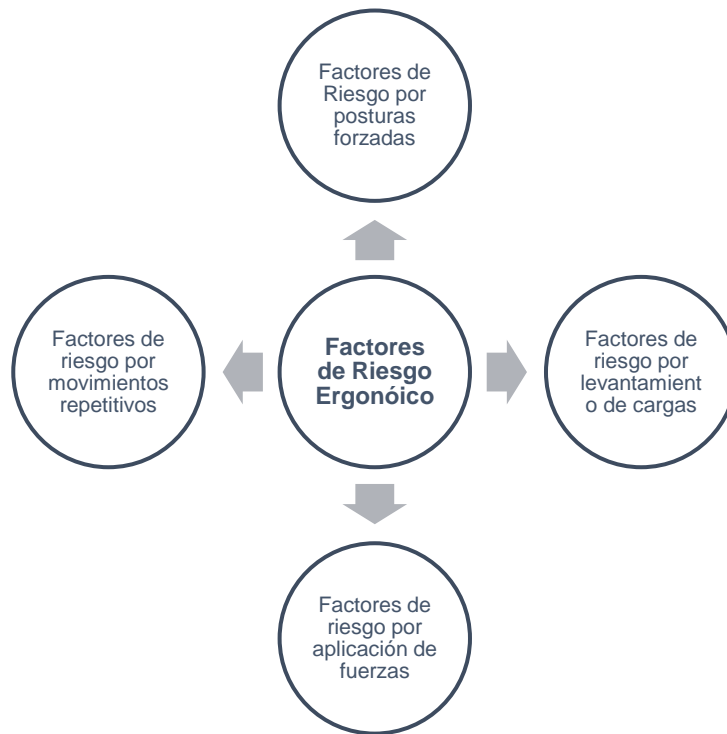 Factores de
Riesgo por
posturas
forzadas
Factores de
riesgo por
movimientos
repetitivos
Factores
de Riesgo
Ergonóico
Factores de
riesgo por
levantamient
o de cargas
Factores de
riesgo por
aplicación de
fuerzas